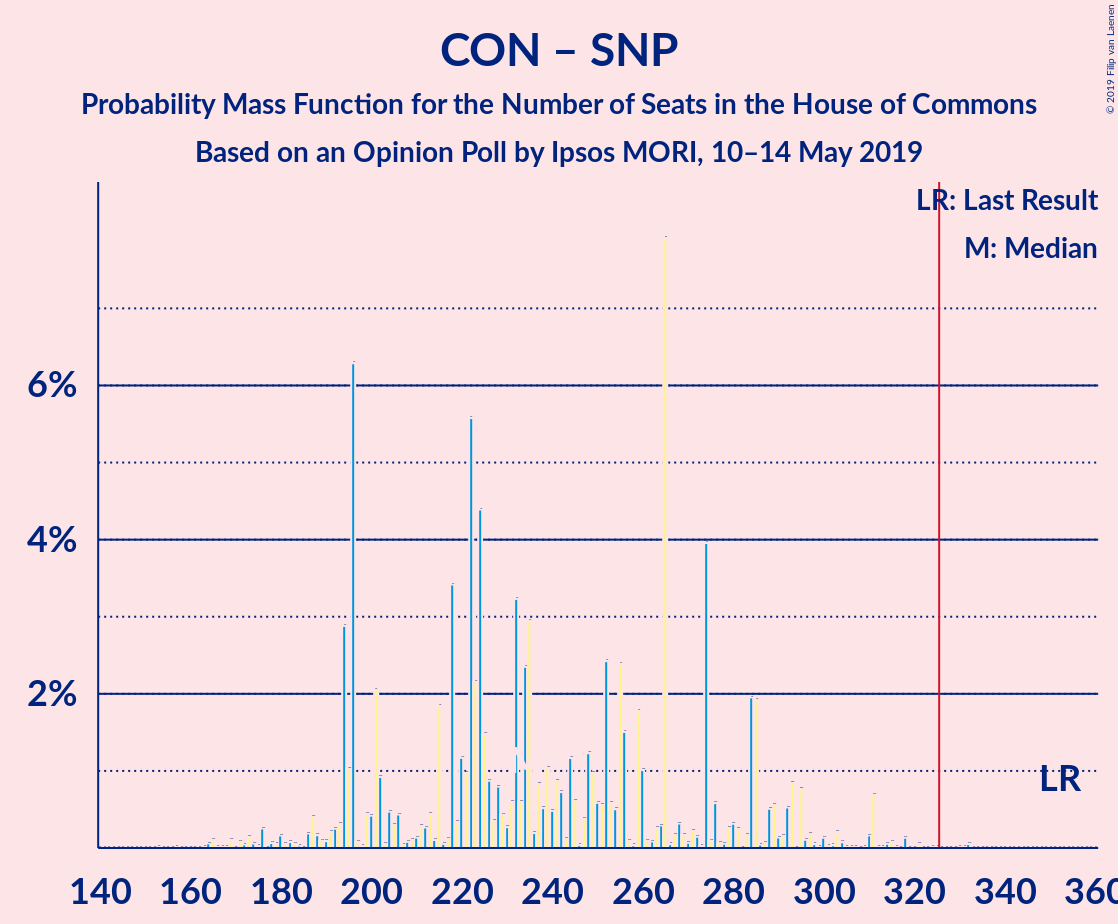 CON – SNP
Probability Mass Function for the Number of Seats in the House of Commons
Based on an Opinion Poll by Ipsos MORI, 10–14 May 2019
© 2019 Filip van Laenen
LR: Last Result
M: Median
6%
4%
2%
LR
140 160 180 200 220 240 260 280 300 320 340 360